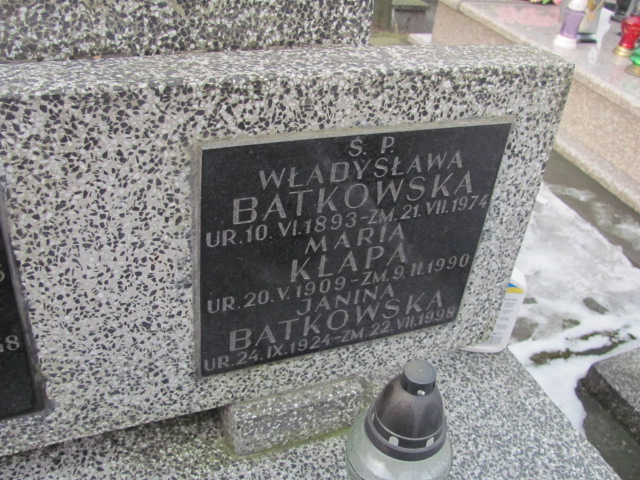 Ś. P.
WŁADYSŁAWA
BATKOWSKA
UR. 10. VI. 1893 - ZM. 21. VII. 1974
MARIA
KŁAPA
UR. 20. V. 1909 - ZM. 9. II. 1990
JANINA
BATKOWSKA
UR. 24. IX. 1924 - ZM. 22. VII. 1998